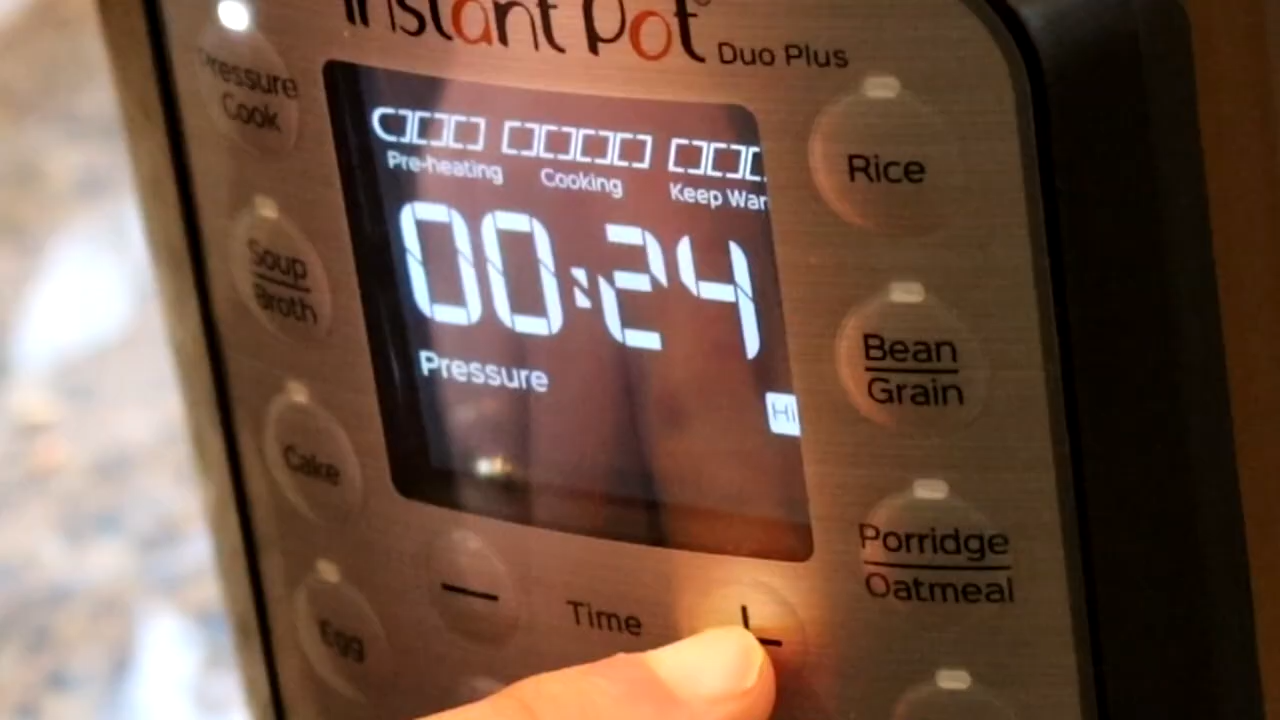 Instant Pot®
Duo Plus
Pressure
Cook
Pre-heating
Cooking
Keep War
Rice
00:24
Soup
Broth
Pressure
Hi
Bean
Grain
Cake
Porridge
Oatmeal
Egg
—
Time
+